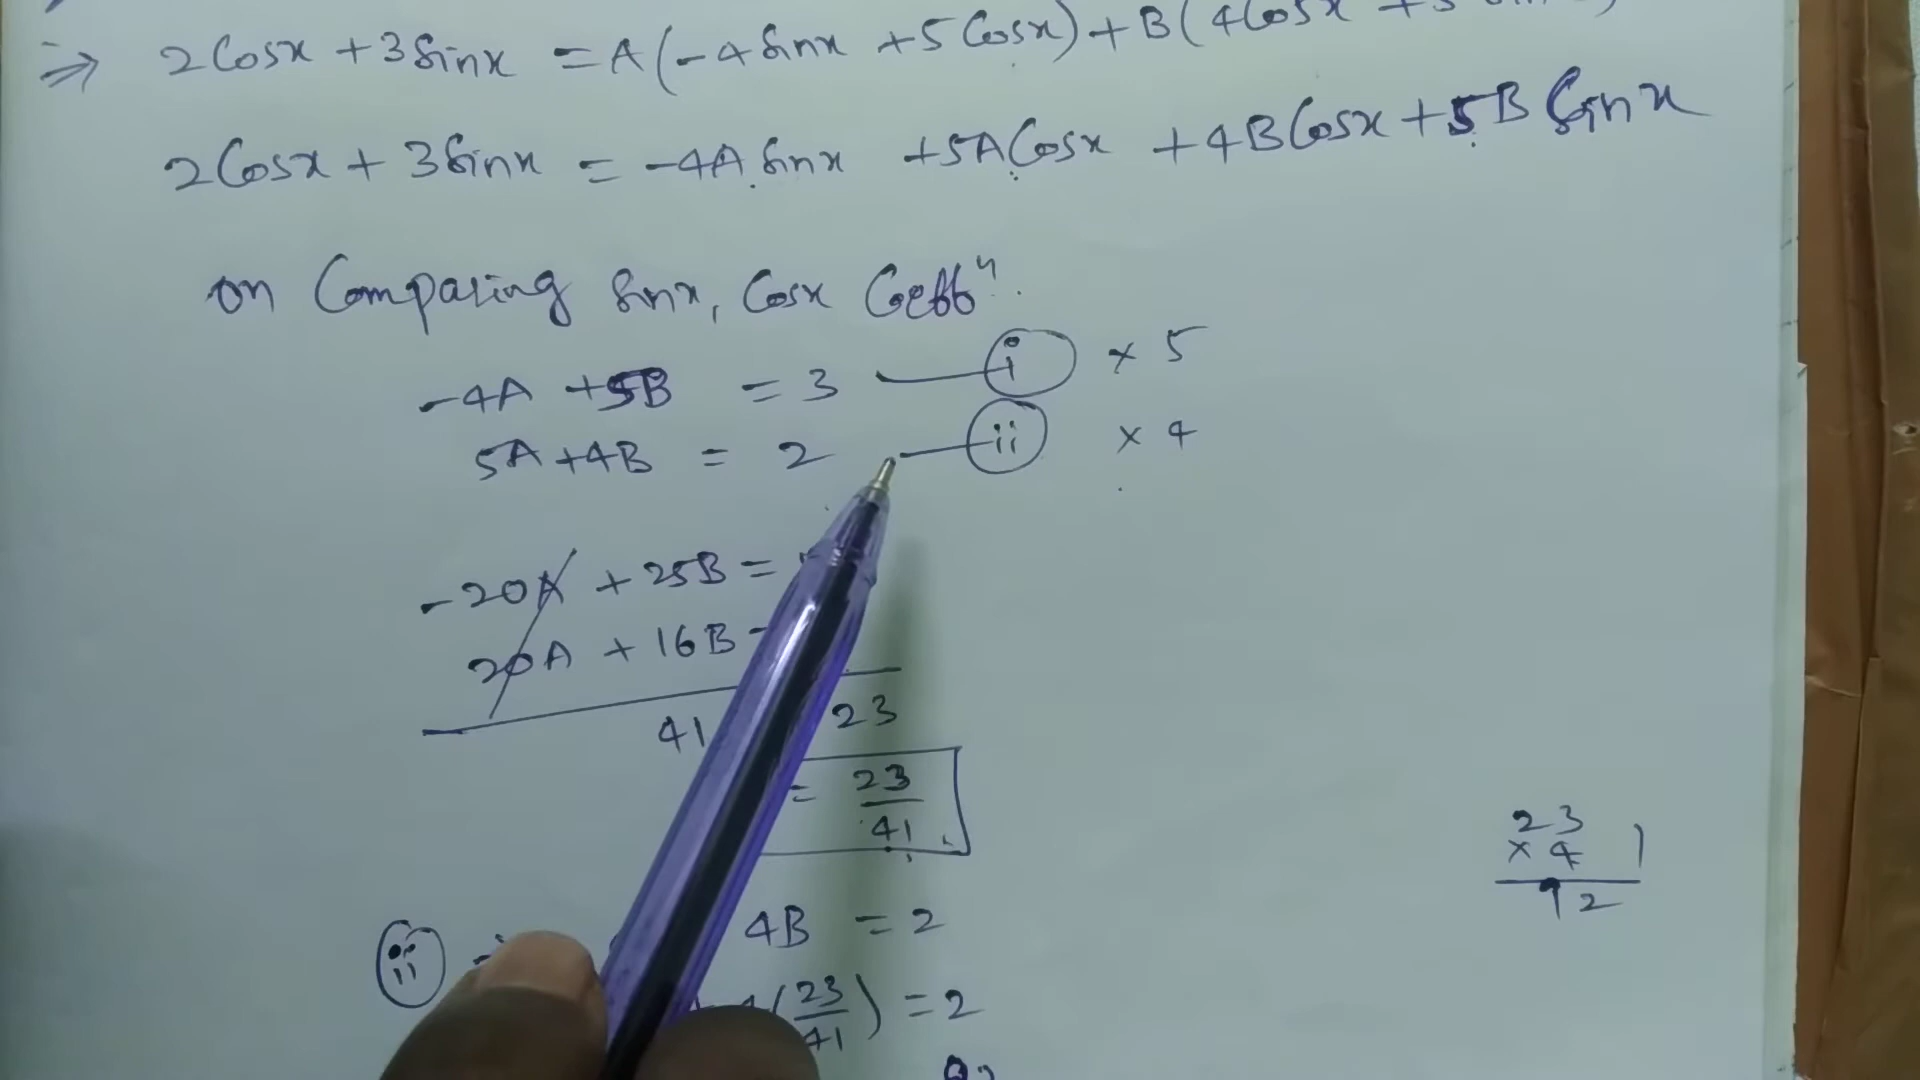 ⇒ 2Cosx + 3Sinx = A(-4Sinx + 5Cosx) + B(4Cosx +
2Cosx + 3Sinx = -4A Sinx + 5A Cosx + 4B Cosx + 5B Sinx
on Comparing Sinx, Cosx Coeffn.
-4A + 5B = 3 — i × 5
5A + 4B = 2 — ii × 4
-20A + 25B =
20A + 16B =
41 23
= 23/41
23
× 4
92
ii 4B = 2
(23/41) = 2